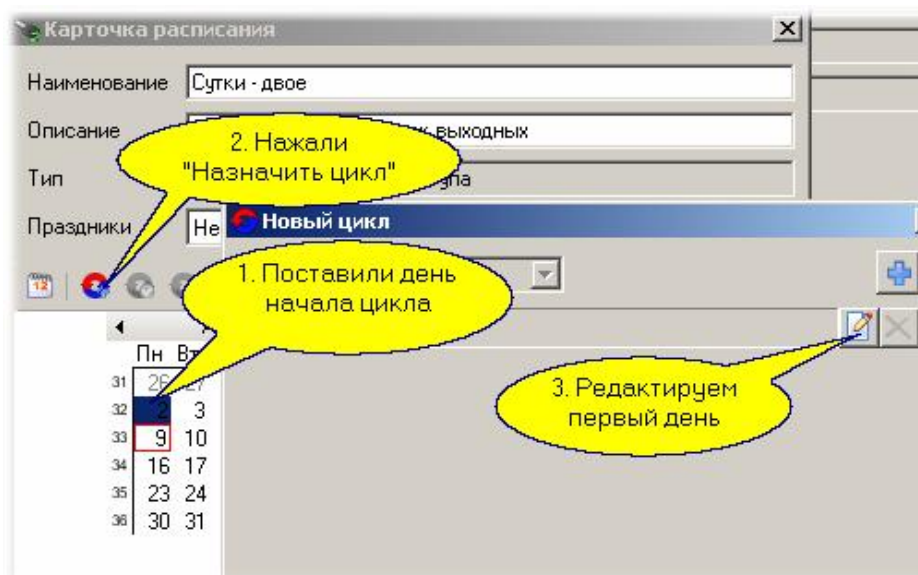 Карточка расписания
Наименование Сутки - двое
Описание выходных
2. Нажали
"Назначить цикл"
Тип
Праздники Не
Новый цикл
12
1. Поставили день
начала цикла
Пн Вт
31 26 27
32 2 3
33 9 10
34 16 17
35 23 24
36 30 31
3. Редактируем
первый день